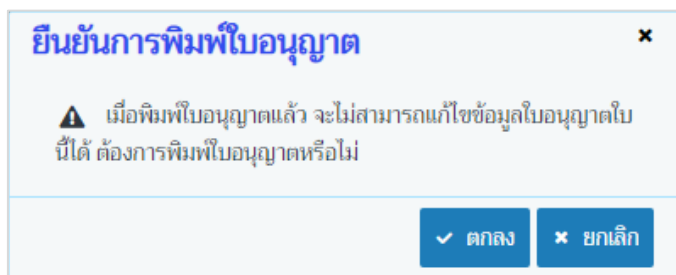 ยืนยันการพิมพ์ใบอนุญาต
เมื่อพิมพ์ใบอนุญาตแล้ว จะไม่สามารถแก้ไขข้อมูลใบอนุญาตใบ
นี้ได้ ต้องการพิมพ์ใบอนุญาตหรือไม่
ตกลง ยกเลิก